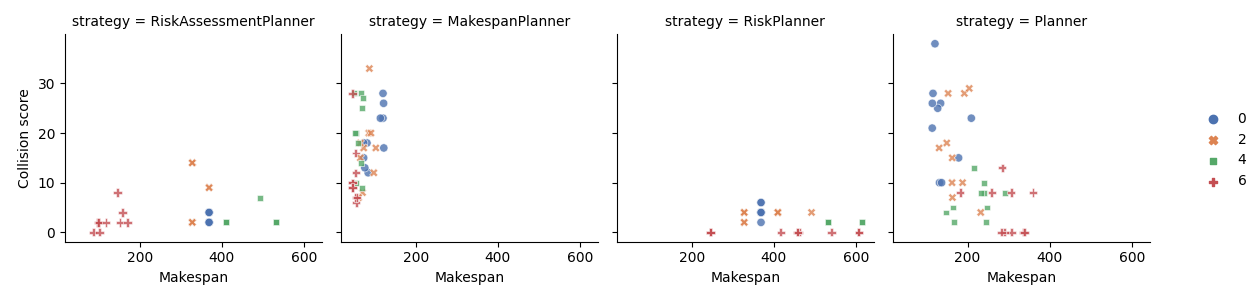 strategy = RiskAssessmentPlanner
strategy = MakespanPlanner
strategy = RiskPlanner
strategy = Planner
Collision score
30
20
10
0
200 400 600
200 400 600
200 400 600
200 400 600
Makespan
Makespan
Makespan
Makespan
0
2
4
6